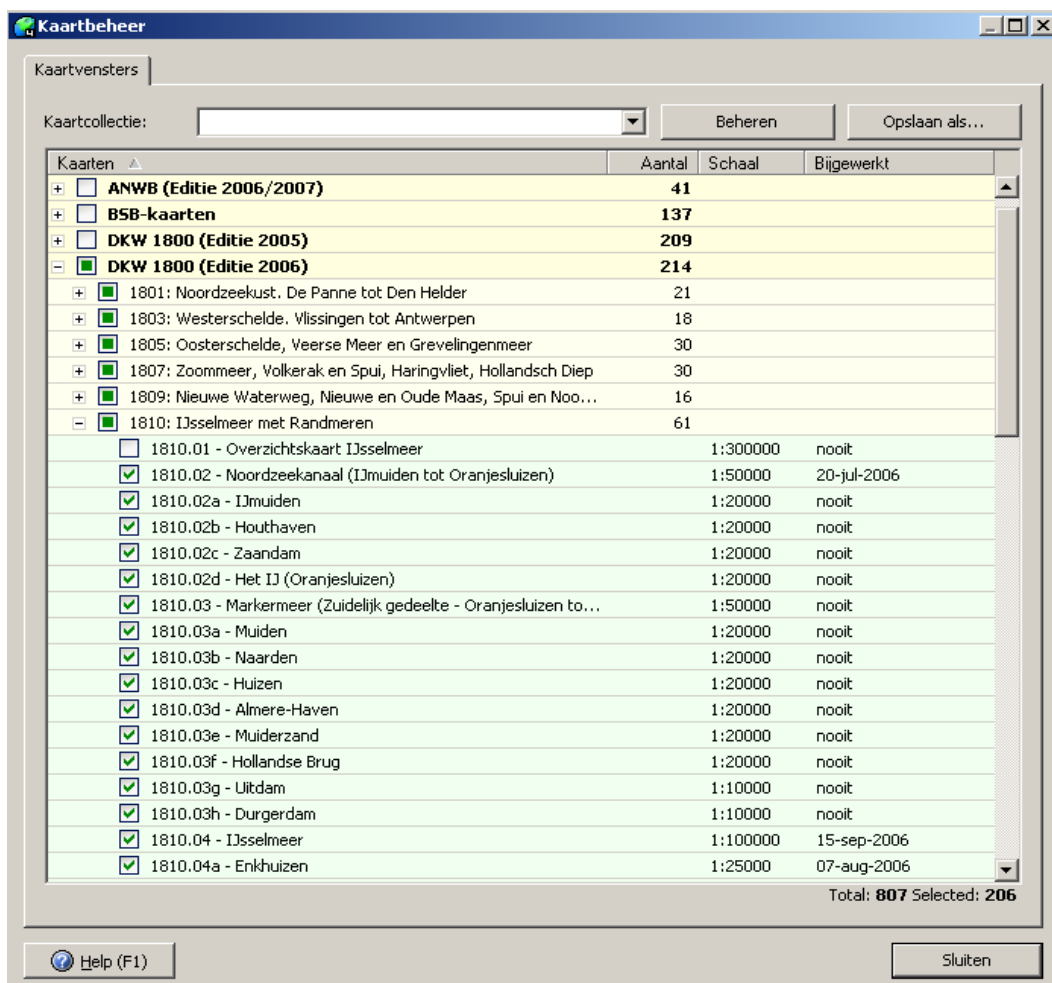 Kaartbeheer
Kaartvensters
Kaartcollectie: Beheren Opslaan als...
Kaarten Aantal Schaal Bijgewerkt
ANWB (Editie 2006/2007) 41
BSB-kaarten 137
DKW 1800 (Editie 2005) 209
DKW 1800 (Editie 2006) 214
1801: Noordzeekust. De Panne tot Den Helder 21
1803: Westerschelde. Vlissingen tot Antwerpen 18
1805: Oosterschelde, Veerse Meer en Grevelingenmeer 30
1807: Zoommeer, Volkerak en Spui, Haringvliet, Hollandsch Diep 30
1809: Nieuwe Waterweg, Nieuwe en Oude Maas, Spui en Noo... 16
1810: IJsselmeer met Randmeren 61
1810.01 - Overzichtskaart IJsselmeer 1:300000 nooit
1810.02 - Noordzeekanaal (IJmuiden tot Oranjesluizen) 1:50000 20-jul-2006
1810.02a - IJmuiden 1:20000 nooit
1810.02b - Houthaven 1:20000 nooit
1810.02c - Zaandam 1:20000 nooit
1810.02d - Het IJ (Oranjesluizen) 1:20000 nooit
1810.03 - Markermeer (Zuidelijk gedeelte - Oranjesluizen to... 1:50000 nooit
1810.03a - Muiden 1:20000 nooit
1810.03b - Naarden 1:20000 nooit
1810.03c - Huizen 1:20000 nooit
1810.03d - Almere-Haven 1:20000 nooit
1810.03e - Muiderzand 1:20000 nooit
1810.03f - Hollandse Brug 1:20000 nooit
1810.03g - Uitdam 1:10000 nooit
1810.03h - Durgerdam 1:10000 nooit
1810.04 - IJsselmeer 1:100000 15-sep-2006
1810.04a - Enkhuizen 1:25000 07-aug-2006
Total: 807 Selected: 206
Help (F1) Sluiten